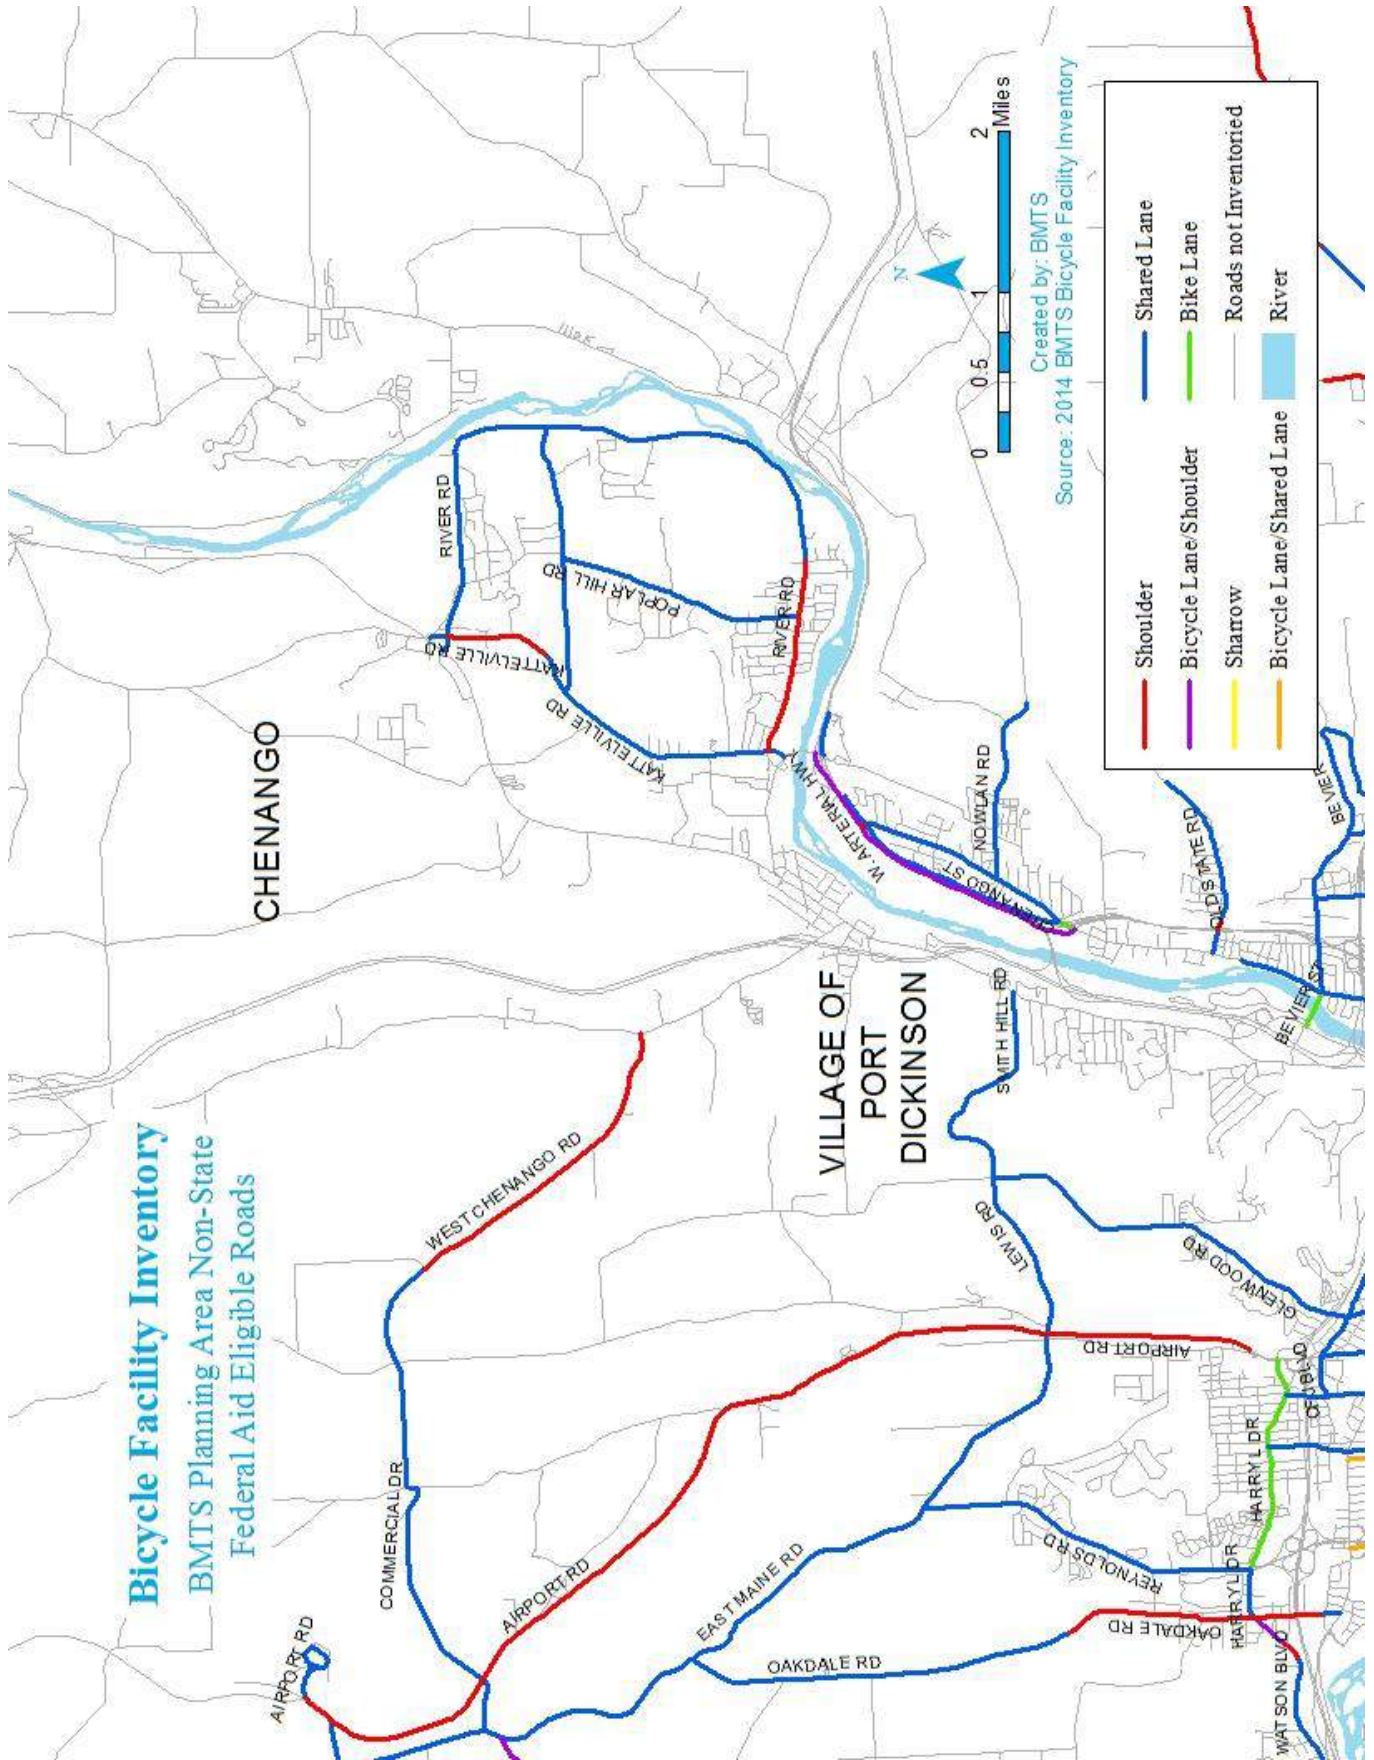 Bicycle Facility Inventory
BMTS Planning Area Non-State
Federal Aid Eligible Roads
CHENANGO
VILLAGE OF
PORT
DICKINSON
AIRPORT RD
COMMERCIAL DR
WEST CHENANGO RD
AIRPORT RD
EAST MAINE RD
OAKDALE RD
REYNOLDS RD
OAKDALE RD
HARRY L DR
HARRY L DR
WATSON BLVD
AIRPORT RD
LEWIS RD
GLENWOOD RD
SMITH HILL RD
BEVIER ST
OLD STATE RD
BEVIER
NOWLAN RD
CHENANGO ST
W ARTERIAL HWY
RIVER RD
KATTELVILLE RD
KATTELVILLE RD
POPLAR HILL RD
RIVER RD
N
0 0.5 1 2
Miles
Created by: BMTS
Source: 2014 BMTS Bicycle Facility Inventory
Shoulder
Bicycle Lane/Shoulder
Sharrow
Bicycle Lane/Shared Lane
Shared Lane
Bike Lane
Roads not Inventoried
River